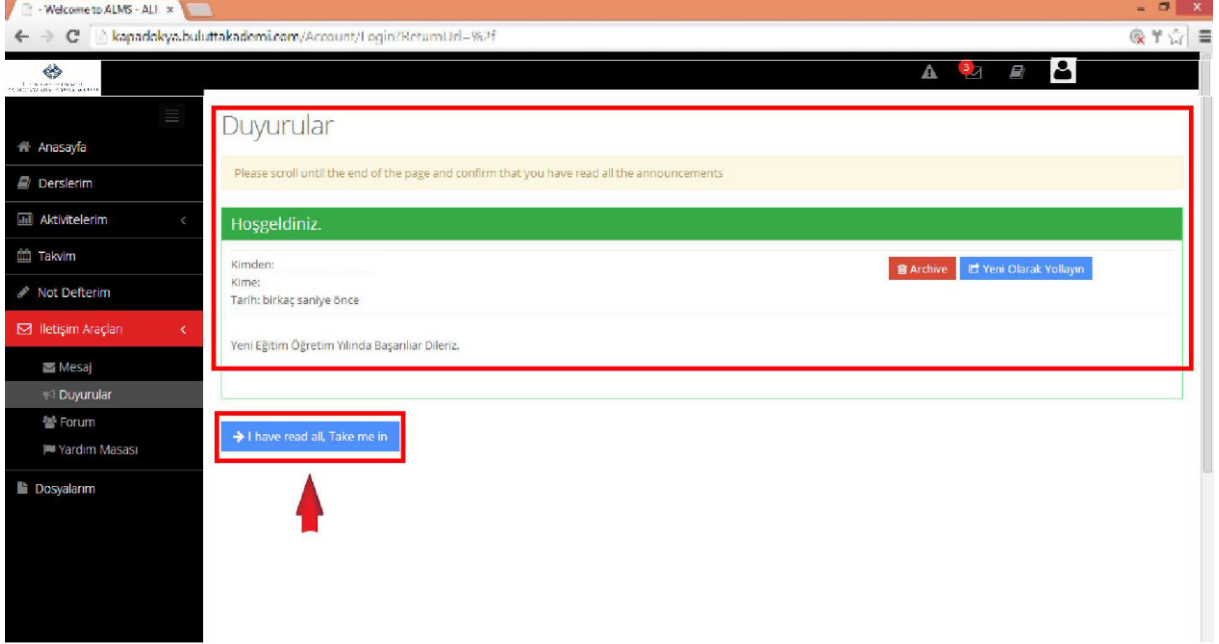 - Welcome to ALMS - ALI
kapadokya.buluttakademi.com/Account/Login?ReturnUrl=%2f
3
Anasayfa
Derslerim
Aktivitelerim
Takvim
Not Defterim
İletişim Araçları
Mesaj
Duyurular
Forum
Yardım Masası
Dosyalarım
Duyurular
Please scroll until the end of the page and confirm that you have read all the announcements
Hoşgeldiniz.
Kimden:
Kime:
Tarih: birkaç saniye önce
Archive
Yeni Olarak Yollayın
Yeni Eğitim Öğretim Yılında Başarılıar Dileriz.
I have read all, Take me in